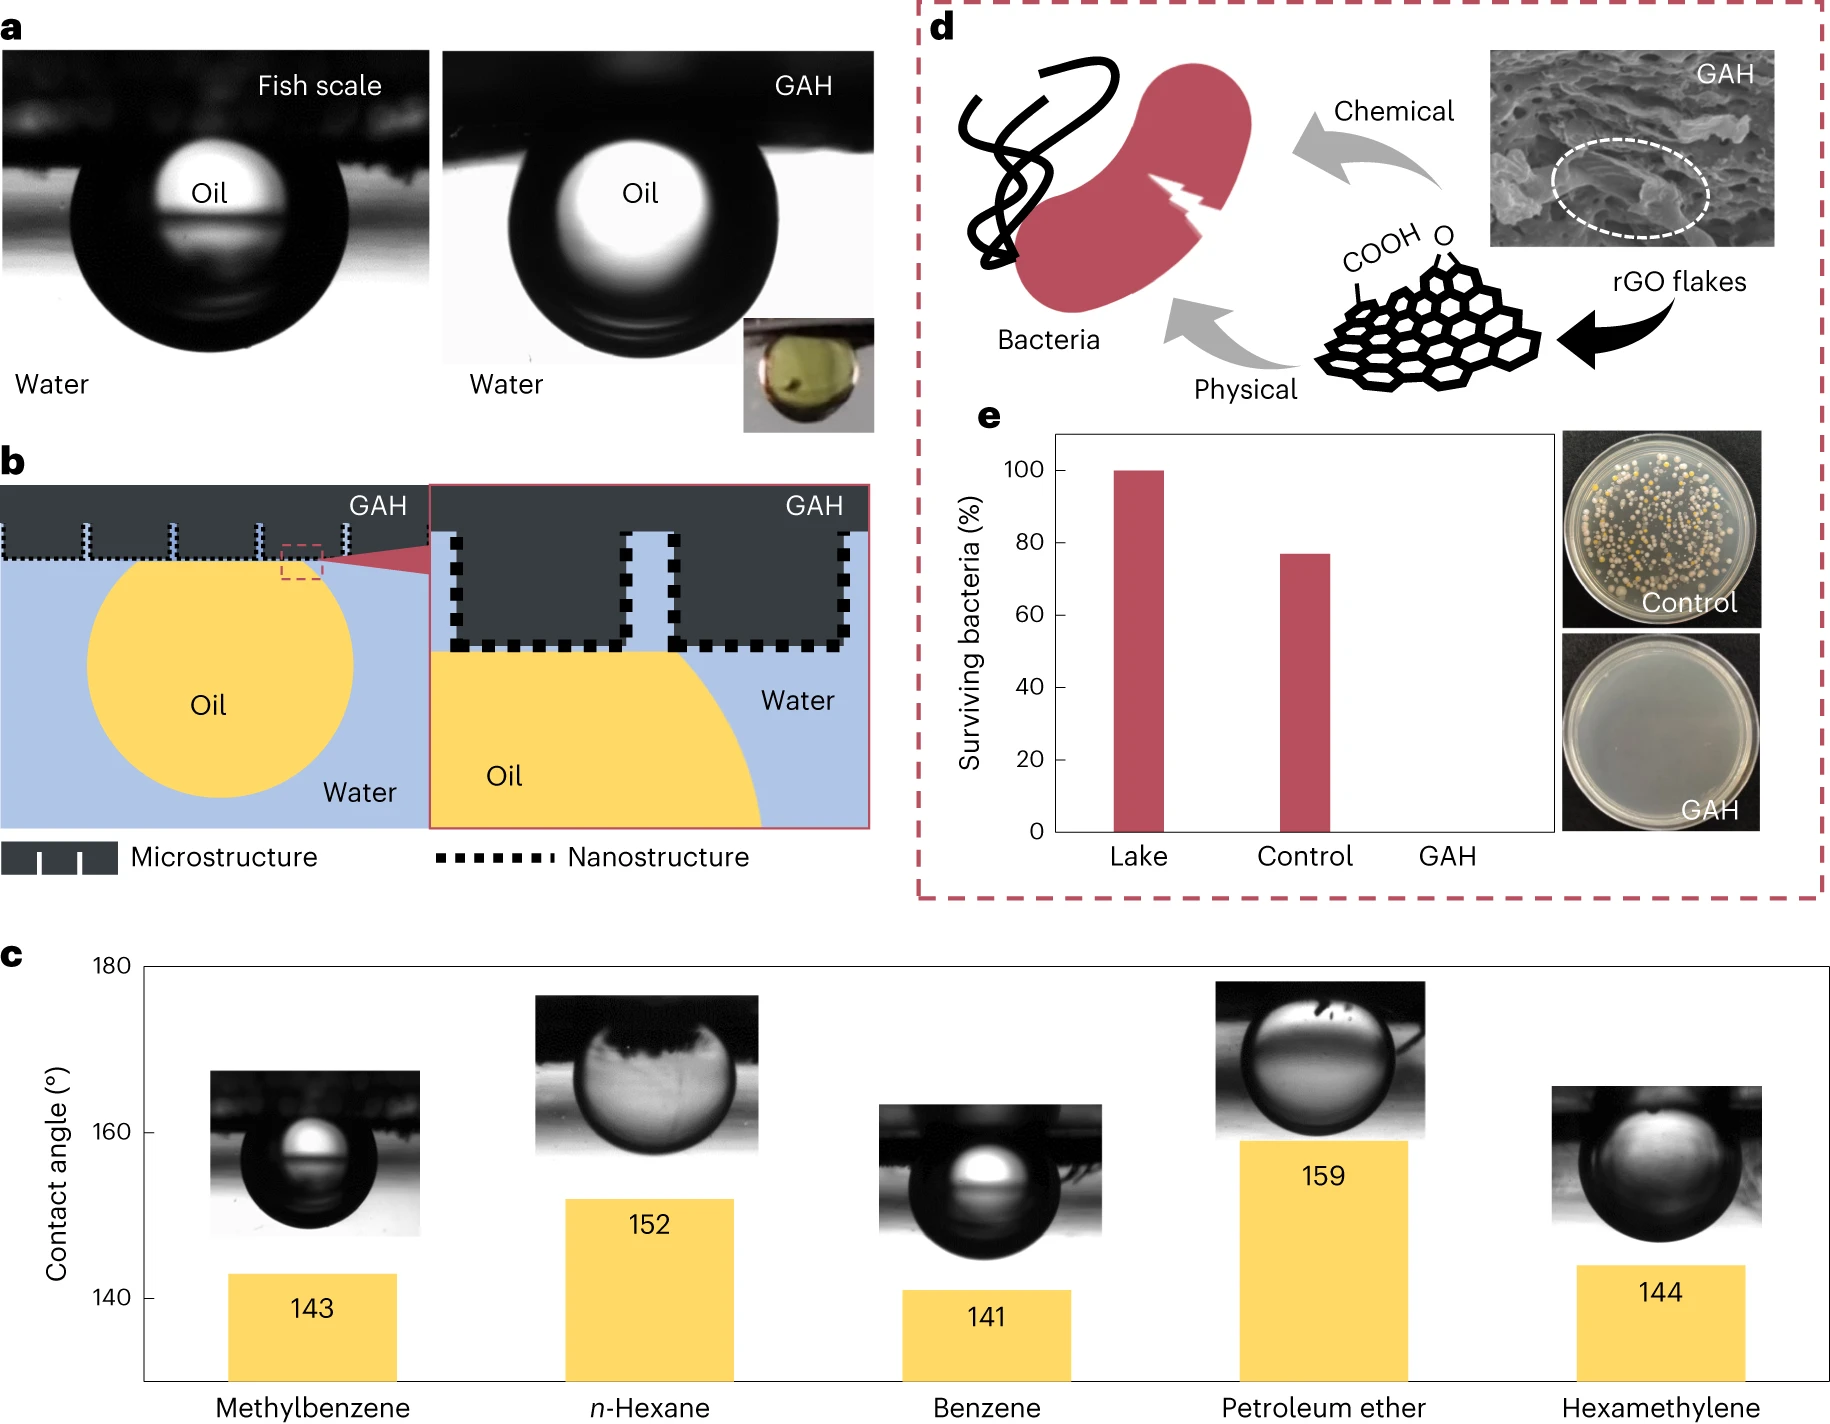 a
Fish scale
Oil
Water
GAH
Oil
Water
b
GAH
Oil
Water
GAH
Water
Oil
Microstructure
Nanostructure
d
Chemical
GAH
COOH
O
rGO flakes
Bacteria
Physical
e
Surviving bacteria (%)
100
80
60
40
20
0
Lake
Control
GAH
Control
GAH
c
Contact angle (°)
180
160
140
143
152
141
159
144
Methylbenzene
n-Hexane
Benzene
Petroleum ether
Hexamethylene